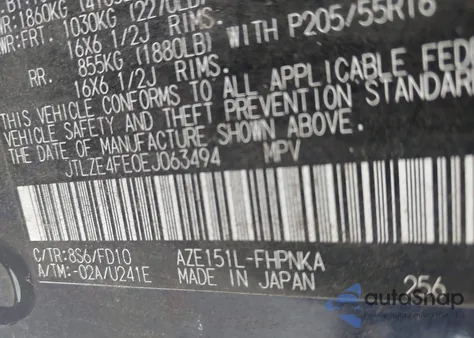 WR: 1860KG
WR:FRT. 1030KG (2270LB) WITH P205/55R16
16X6 1/2J RIMS.
RR. 855KG (1880LB)
16X6 1/2J RIMS.
THIS VEHICLE CONFORMS TO ALL APPLICABLE
VEHICLE SAFETY AND THEFT PREVENTION STANDAR
THE DATE OF MANUFACTURE SHOWN ABOVE.
JTLZE4FE0EJ063494 MPV
C/TR:8S6/FD10 AZE151L-FHPNKA
A/TM:-02A/U241E MADE IN JAPAN 256
autoSnap